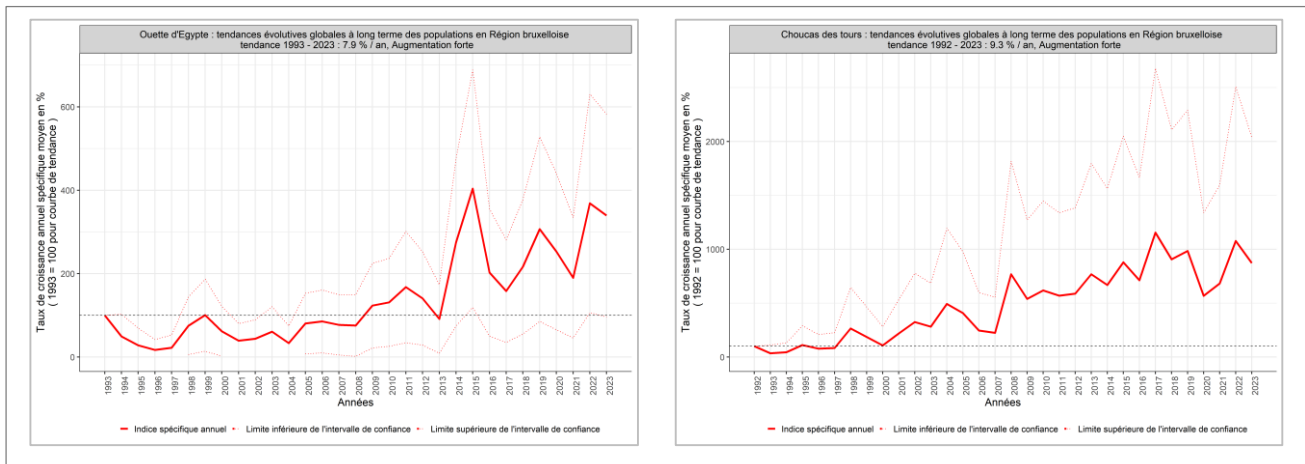 Ouette d'Egypte : tendances évolutives globales à long terme des populations en Région bruxelloise
tendance 1993 - 2023 : 7.9 % / an, Augmentation forte
Taux de croissance annuel spécifique moyen en %
( 1993 = 100 pour courbe de tendance )
600
400
200
0
1993 1994 1995 1996 1997 1998 1999 2000 2001 2002 2003 2004 2005 2006 2007 2008 2009 2010 2011 2012 2013 2014 2015 2016 2017 2018 2019 2020 2021 2022 2023
Années
Indice spécifique annuel Limite inférieure de l'intervalle de confiance Limite supérieure de l'intervalle de confiance
Choucas des tours : tendances évolutives globales à long terme des populations en Région bruxelloise
tendance 1992 - 2023 : 9.3 % / an, Augmentation forte
Taux de croissance annuel spécifique moyen en %
( 1992 = 100 pour courbe de tendance )
2000
1000
0
1992 1993 1994 1995 1996 1997 1998 1999 2000 2001 2002 2003 2004 2005 2006 2007 2008 2009 2010 2011 2012 2013 2014 2015 2016 2017 2018 2019 2020 2021 2022 2023
Années
Indice spécifique annuel Limite inférieure de l'intervalle de confiance Limite supérieure de l'intervalle de confiance